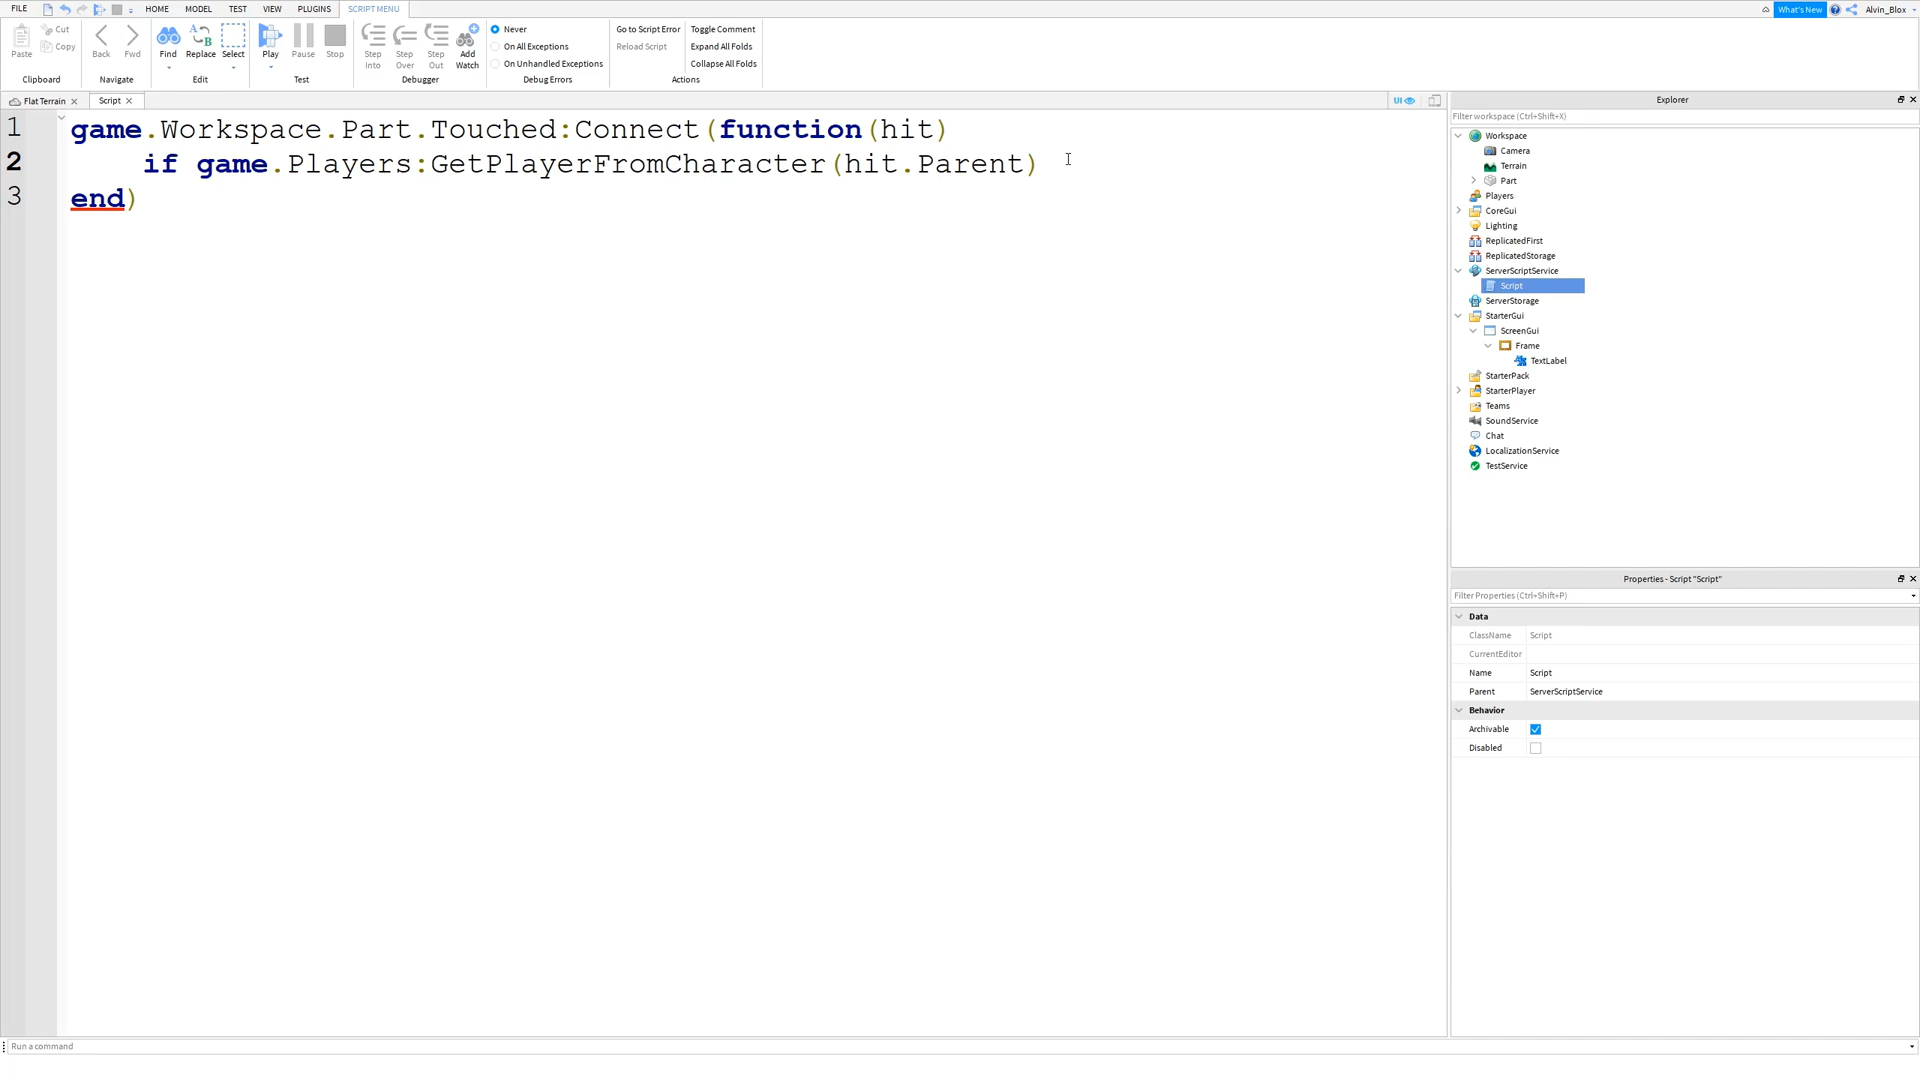 FILE HOME MODEL TEST VIEW PLUGINS SCRIPT MENU What's New Alvin_Blox
Paste Cut Copy Back Fwd Find Replace Select Play Pause Stop Step Into Step Over Step Out Add Watch Never On All Exceptions On Unhandled Exceptions Go to Script Error Reload Script Toggle Comment Expand All Folds Collapse All Folds
Clipboard Navigate Edit Test Debugger Debug Errors Actions
Flat Terrain Script UI
1 game.Workspace.Part.Touched:Connect(function(hit)
2 if game.Players:GetPlayerFromCharacter(hit.Parent)
3 end)
Explorer
Filter workspace (Ctrl+Shift+X)
Workspace
Camera
Terrain
Part
Players
CoreGui
Lighting
ReplicatedFirst
ReplicatedStorage
ServerScriptService
Script
ServerStorage
StarterGui
ScreenGui
Frame
TextLabel
StarterPack
StarterPlayer
Teams
SoundService
Chat
LocalizationService
TestService
Properties - Script "Script"
Filter Properties (Ctrl+Shift+P)
Data
ClassName Script
CurrentEditor
Name Script
Parent ServerScriptService
Behavior
Archivable
Disabled
Run a command